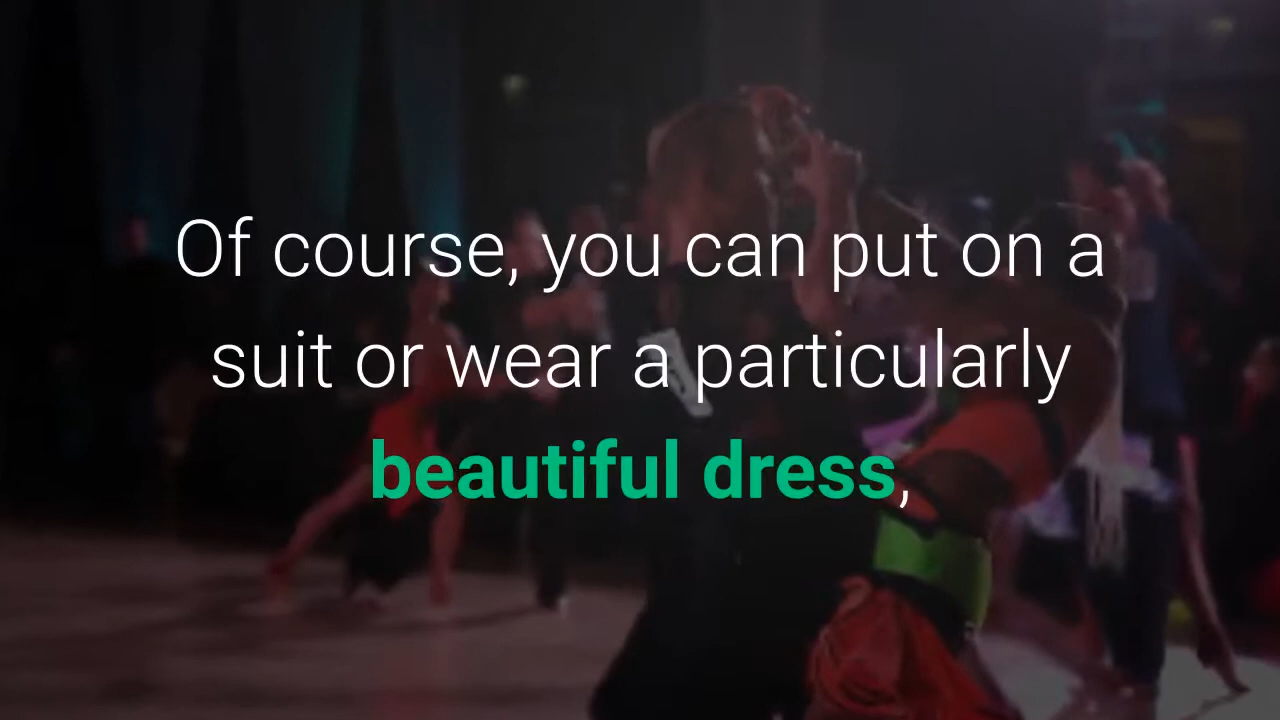 Of course, you can put on a
suit or wear a particularly
beautiful dress,